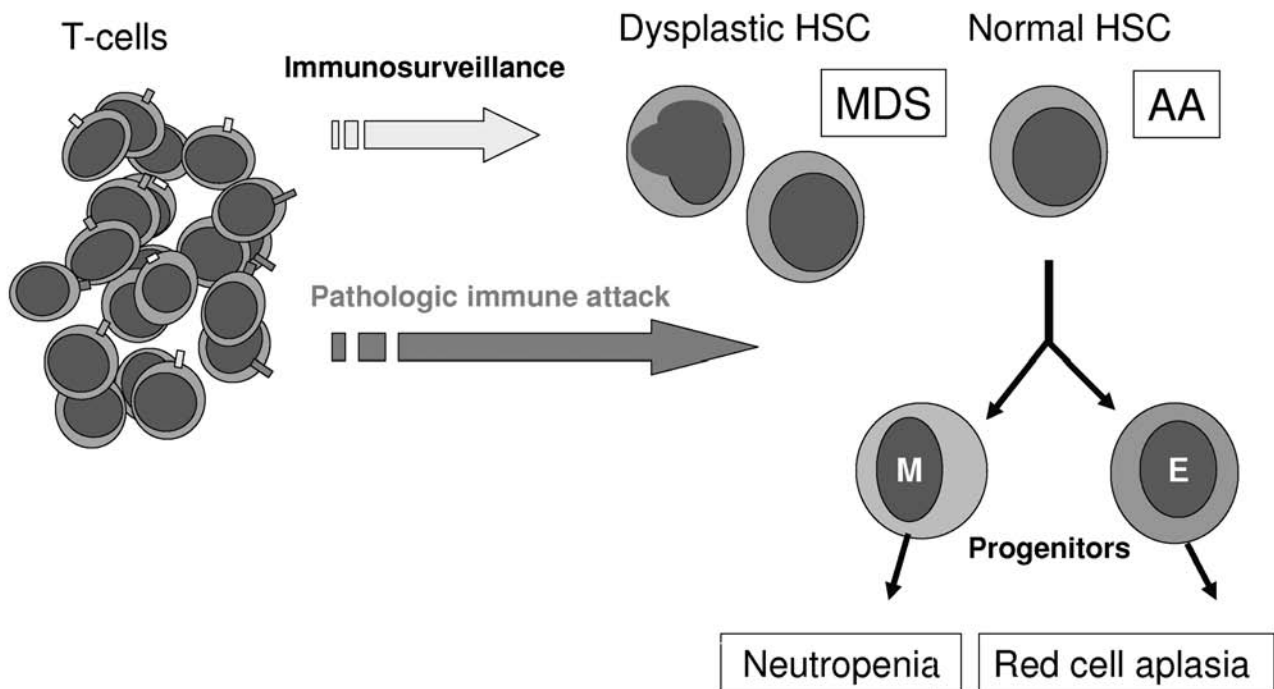 T-cells
Immunosurveillance
Dysplastic HSC
Normal HSC
MDS
AA
Pathologic immune attack
M
E
Progenitors
Neutropenia
Red cell aplasia